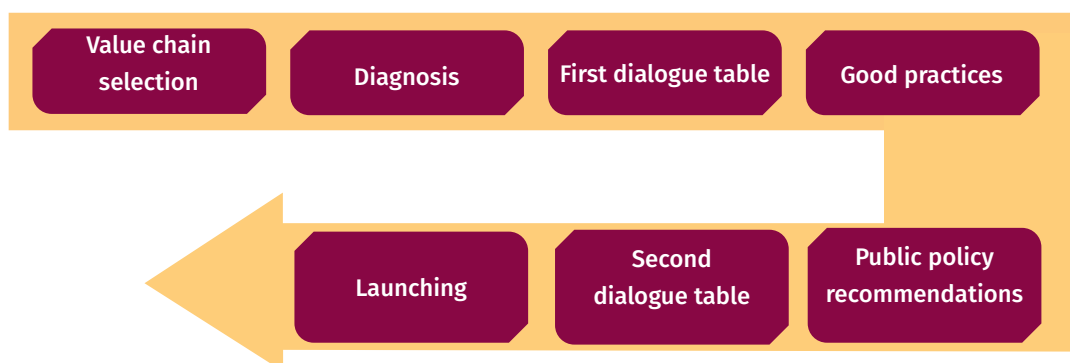 Value chain
selection
Diagnosis
First dialogue table
Good practices
Public policy
recommendations
Second
dialogue table
Launching